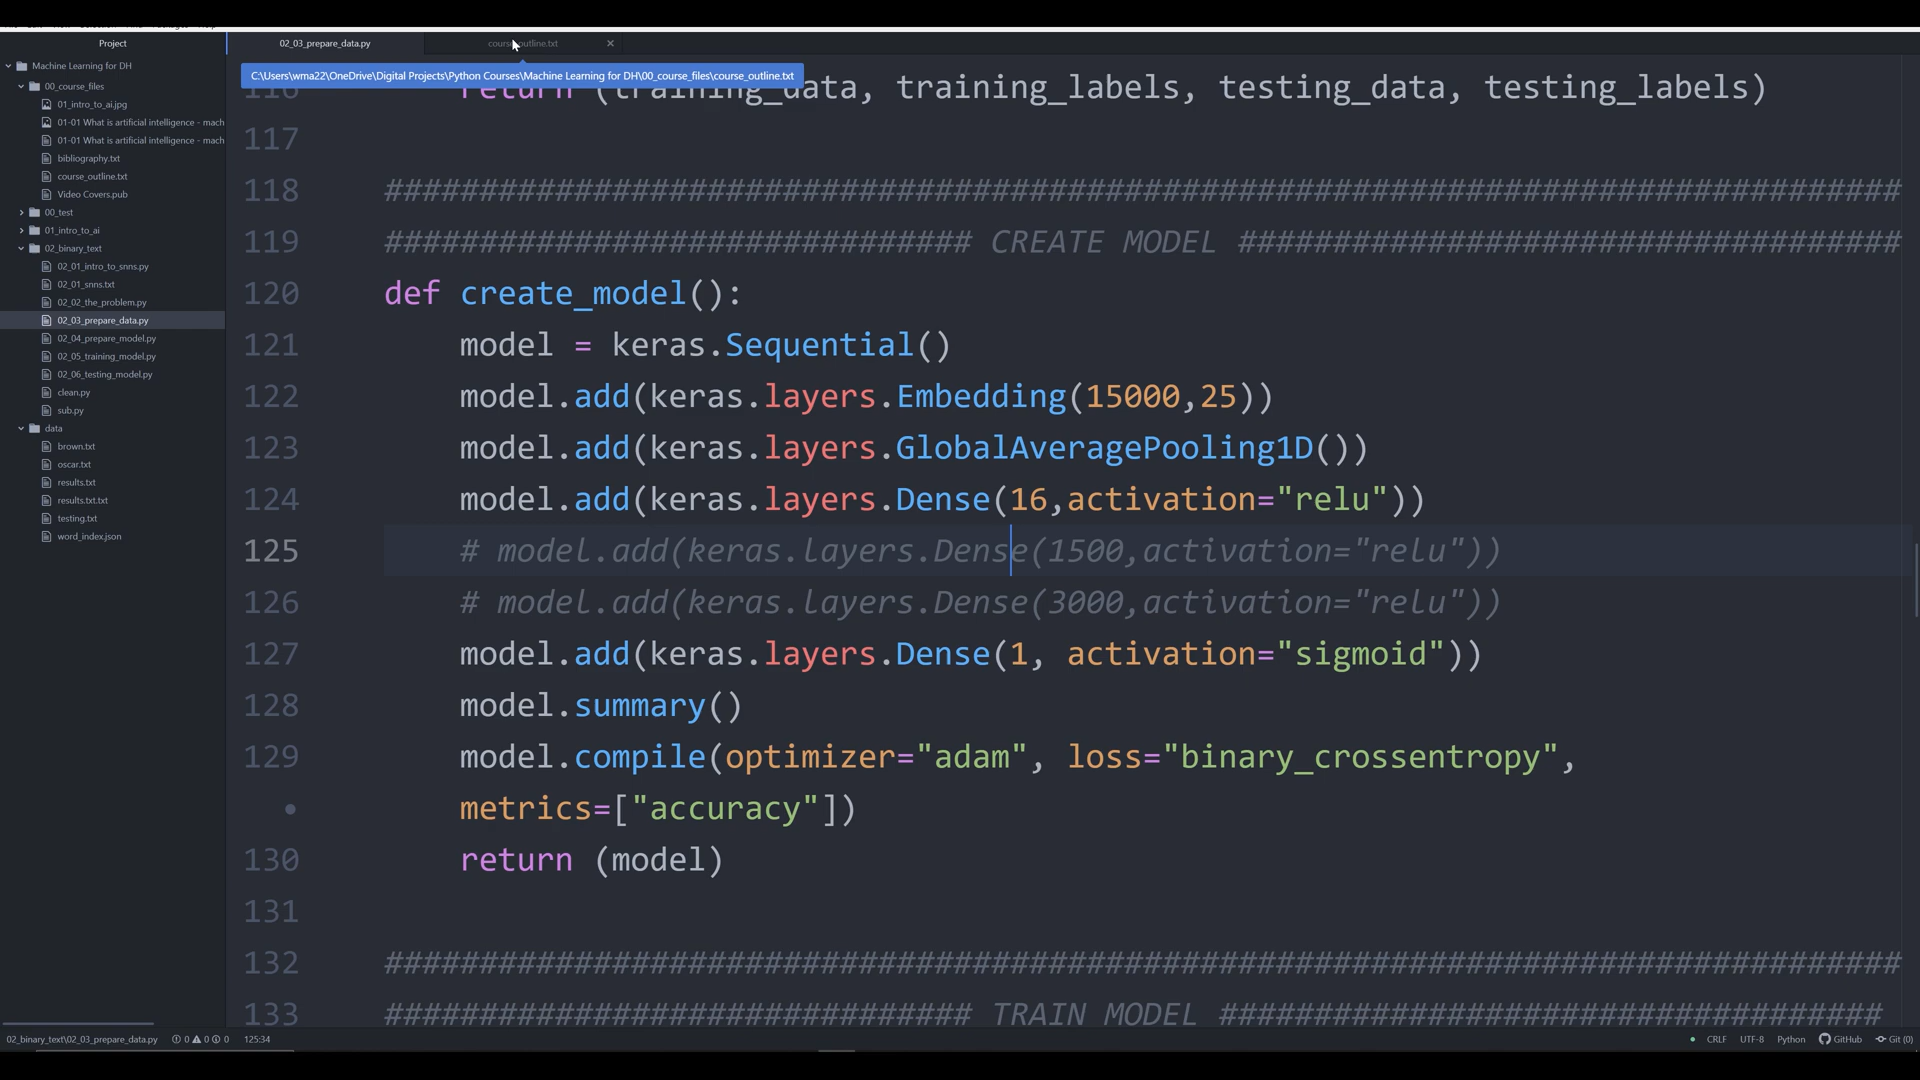 Project
02_03_prepare_data.py
course_outline.txt
C:\Users\wma22\OneDrive\Digital Projects\Python Courses\Machine Learning for DH\00_course_files\course_outline.txt
Machine Learning for DH
00_course_files
01_intro_to_ai.jpg
01-01 What is artificial intelligence - mach
01-01 What is artificial intelligence - mach
bibliography.txt
course_outline.txt
Video Covers.pub
00_test
01_intro_to_ai
02_binary_text
02_01_intro_to_snns.py
02_01_snns.txt
02_02_the_problem.py
02_03_prepare_data.py
02_04_prepare_model.py
02_05_training_model.py
02_06_testing_model.py
clean.py
sub.py
data
brown.txt
oscar.txt
results.txt
results.txt.txt
testing.txt
word_index.json
116 return (training_data, training_labels, testing_data, testing_labels)
117
118 ################################################################################
119 ############################### CREATE MODEL ###################################
120 def create_model():
121 model = keras.Sequential()
122 model.add(keras.layers.Embedding(15000,25))
123 model.add(keras.layers.GlobalAveragePooling1D())
124 model.add(keras.layers.Dense(16,activation="relu"))
125 # model.add(keras.layers.Dense(1500,activation="relu"))
126 # model.add(keras.layers.Dense(3000,activation="relu"))
127 model.add(keras.layers.Dense(1, activation="sigmoid"))
128 model.summary()
129 model.compile(optimizer="adam", loss="binary_crossentropy",
• metrics=["accuracy"])
130 return (model)
131
132 ################################################################################
133 ############################### TRAIN MODEL ###################################
02_binary_text\02_03_prepare_data.py 0 0 0 125:34 CRLF UTF-8 Python GitHub Git (0)